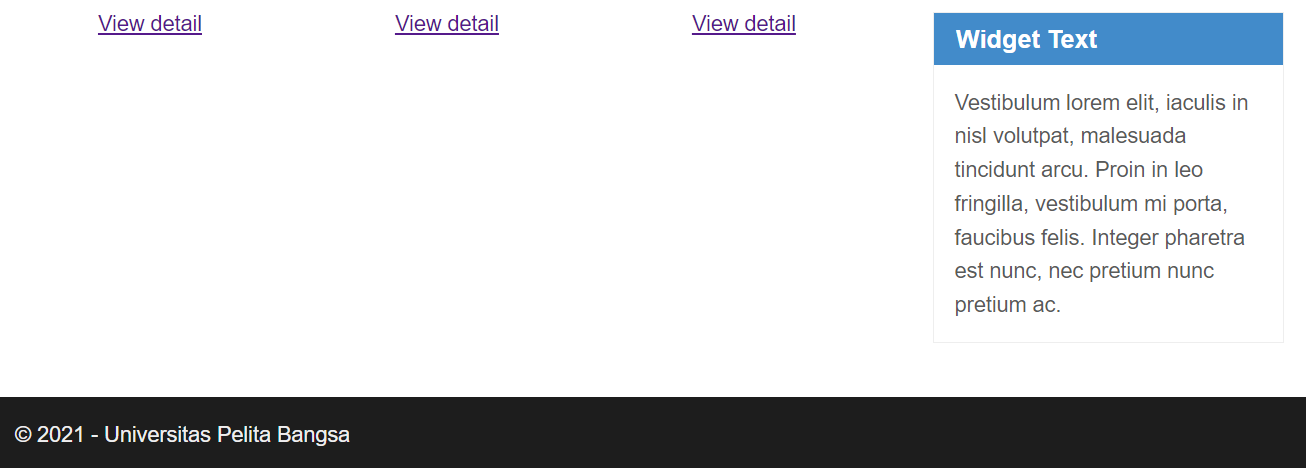 View detail View detail View detail
Widget Text
Vestibulum lorem elit, iaculis in
nisl volutpat, malesuada
tincidunt arcu. Proin in leo
fringilla, vestibulum mi porta,
faucibus felis. Integer pharetra
est nunc, nec pretium nunc
pretium ac.
© 2021 - Universitas Pelita Bangsa